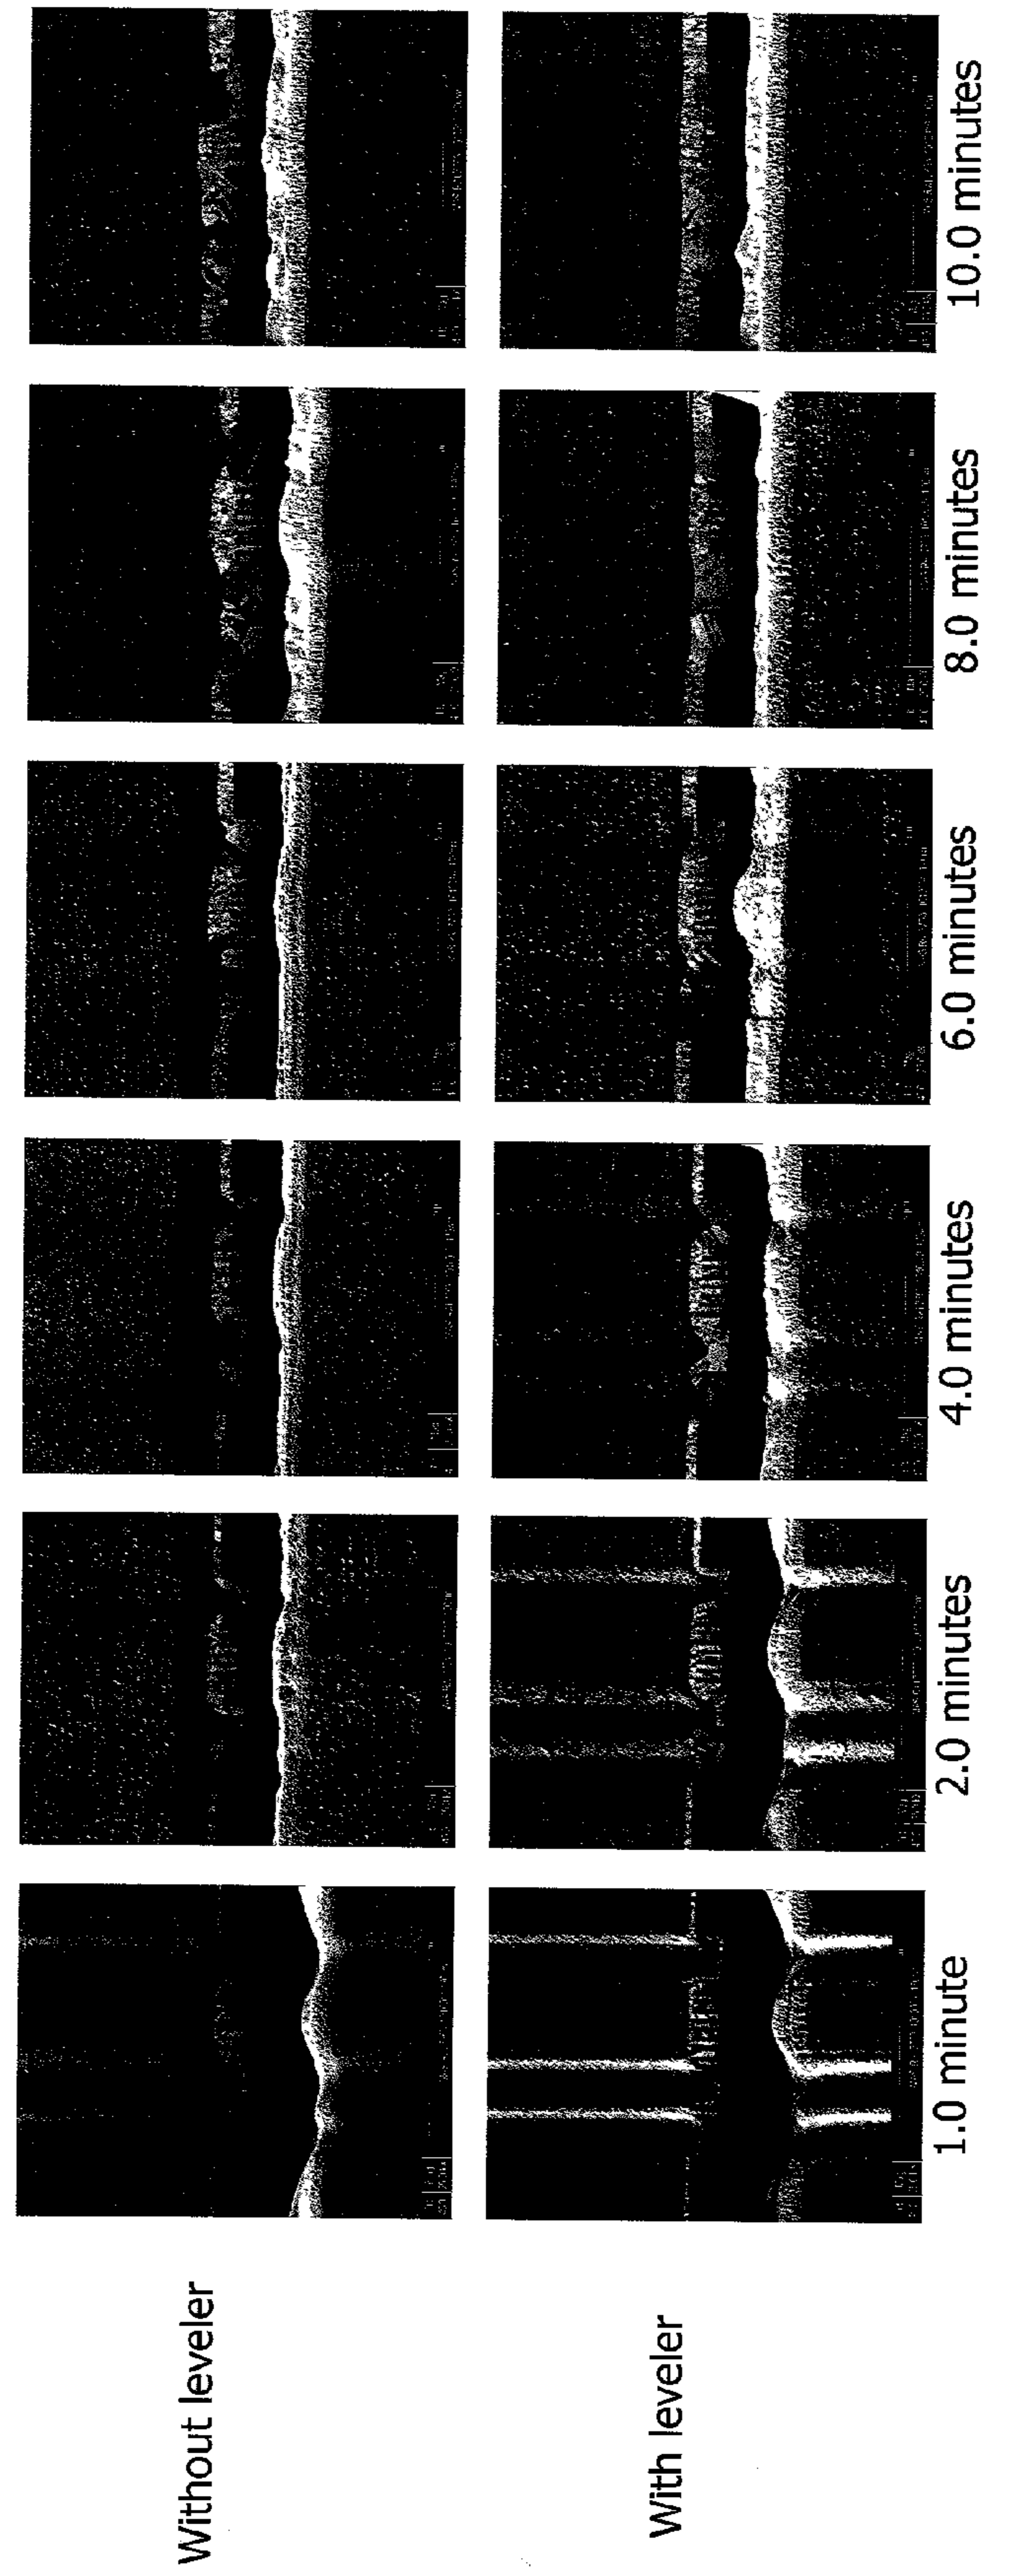 Without leveler
With leveler
1.0 minute
2.0 minutes
4.0 minutes
6.0 minutes
8.0 minutes
10.0 minutes